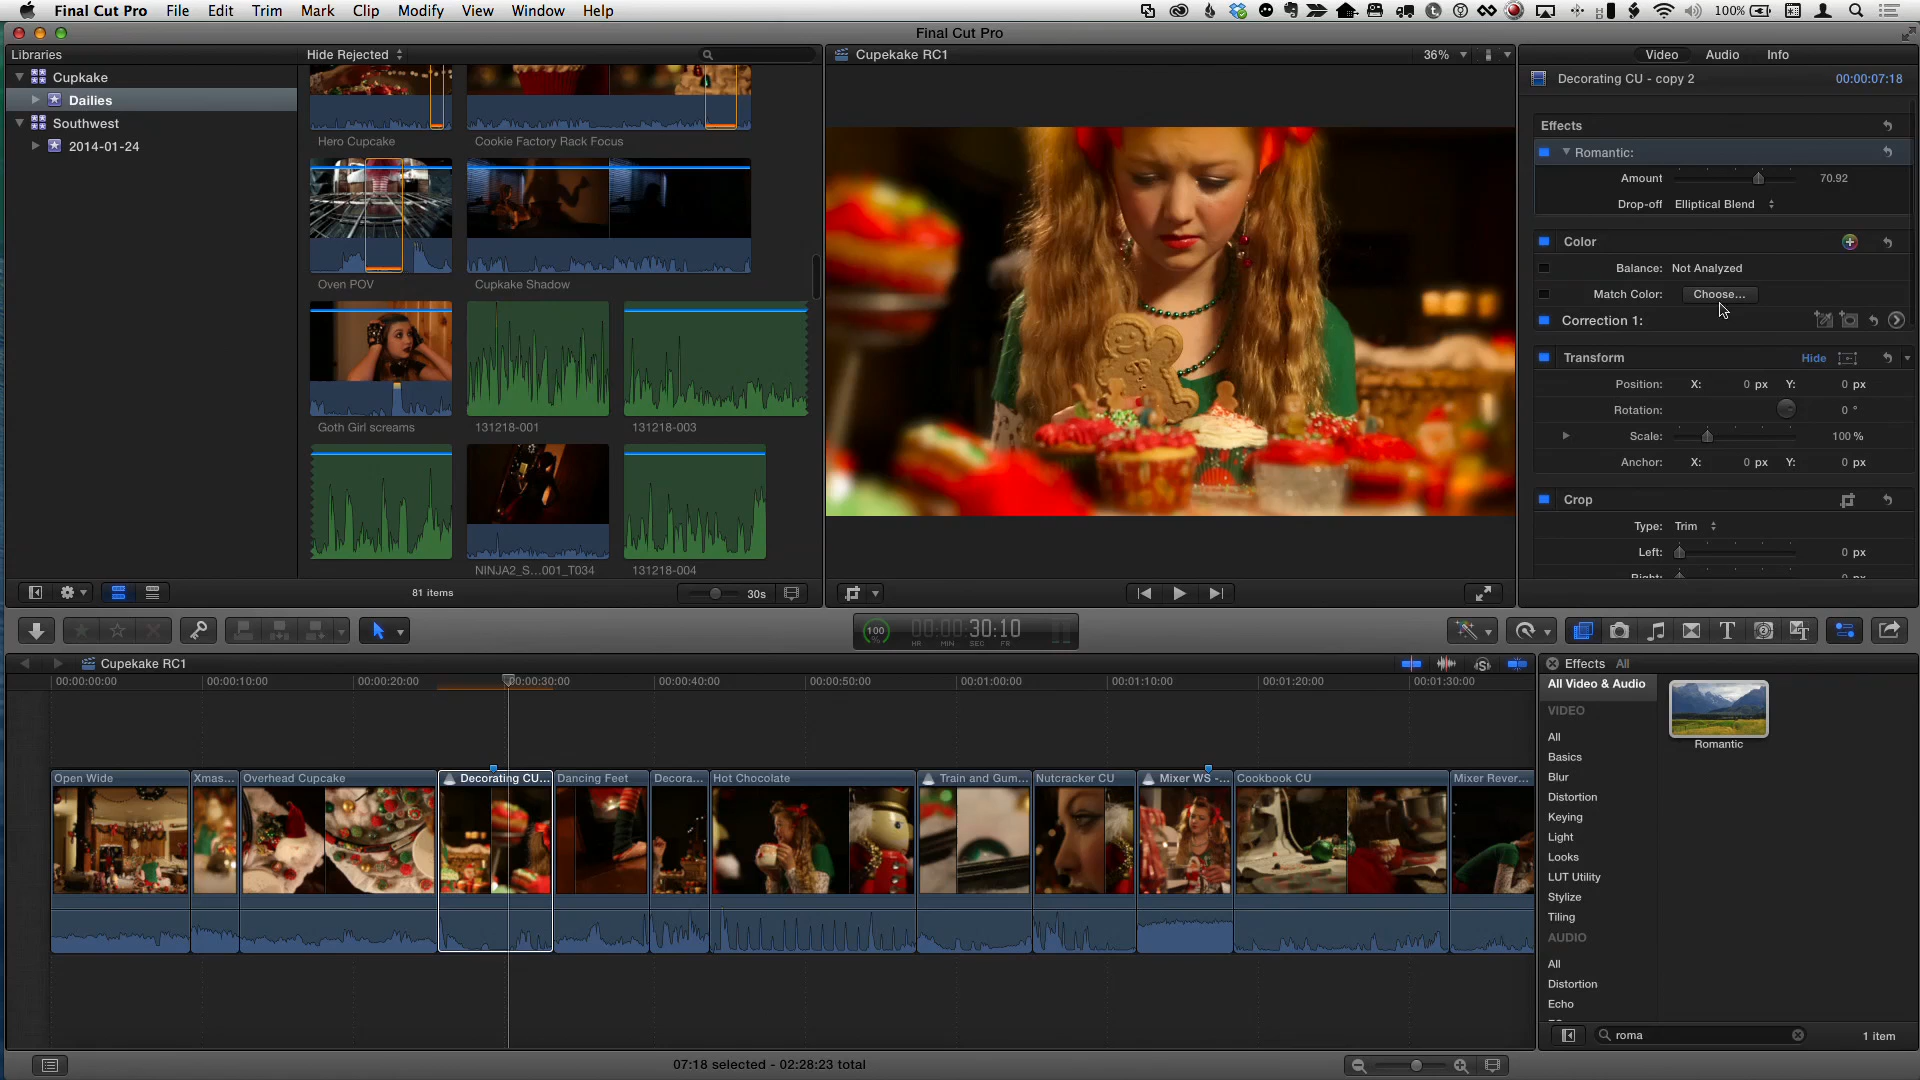 Final Cut Pro File Edit Trim Mark Clip Modify View Window Help 100%
Final Cut Pro
Libraries
Hide Rejected
Cupekake RC1
36%
Video Audio Info
Cupkake
Dailies
Southwest
2014-01-24
Decorating CU - copy 2 00:00:07:18
Hero Cupcake
Cookie Factory Rack Focus
Oven POV
Cupkake Shadow
Goth Girl screams
131218-001
131218-003
NINJA2_S...001_T034
131218-004
Effects
Romantic:
Amount 70.92
Drop-off Elliptical Blend
Color
Balance: Not Analyzed
Match Color: Choose...
Correction 1:
Transform Hide
Position: X: 0 px Y: 0 px
Rotation: 0 °
Scale: 100 %
Anchor: X: 0 px Y: 0 px
Crop
Type: Trim
Left: 0 px
Right: 0 px
81 items
30s
100 %
00:00:30:10
HR MIN SEC FR
Cupekake RC1
00:00:00:00 00:00:10:00 00:00:20:00 00:00:30:00 00:00:40:00 00:00:50:00 00:01:00:00 00:01:10:00 00:01:20:00 00:01:30:00
Open Wide Xmas... Overhead Cupcake Decorating CU... Dancing Feet Decora... Hot Chocolate Train and Gum... Nutcracker CU Mixer WS -... Cookbook CU Mixer Rever...
Effects All
All Video & Audio
VIDEO
All
Basics
Blur
Distortion
Keying
Light
Looks
LUT Utility
Stylize
Tiling
AUDIO
All
Distortion
Echo
Romantic
roma
1 item
07:18 selected - 02:28:23 total